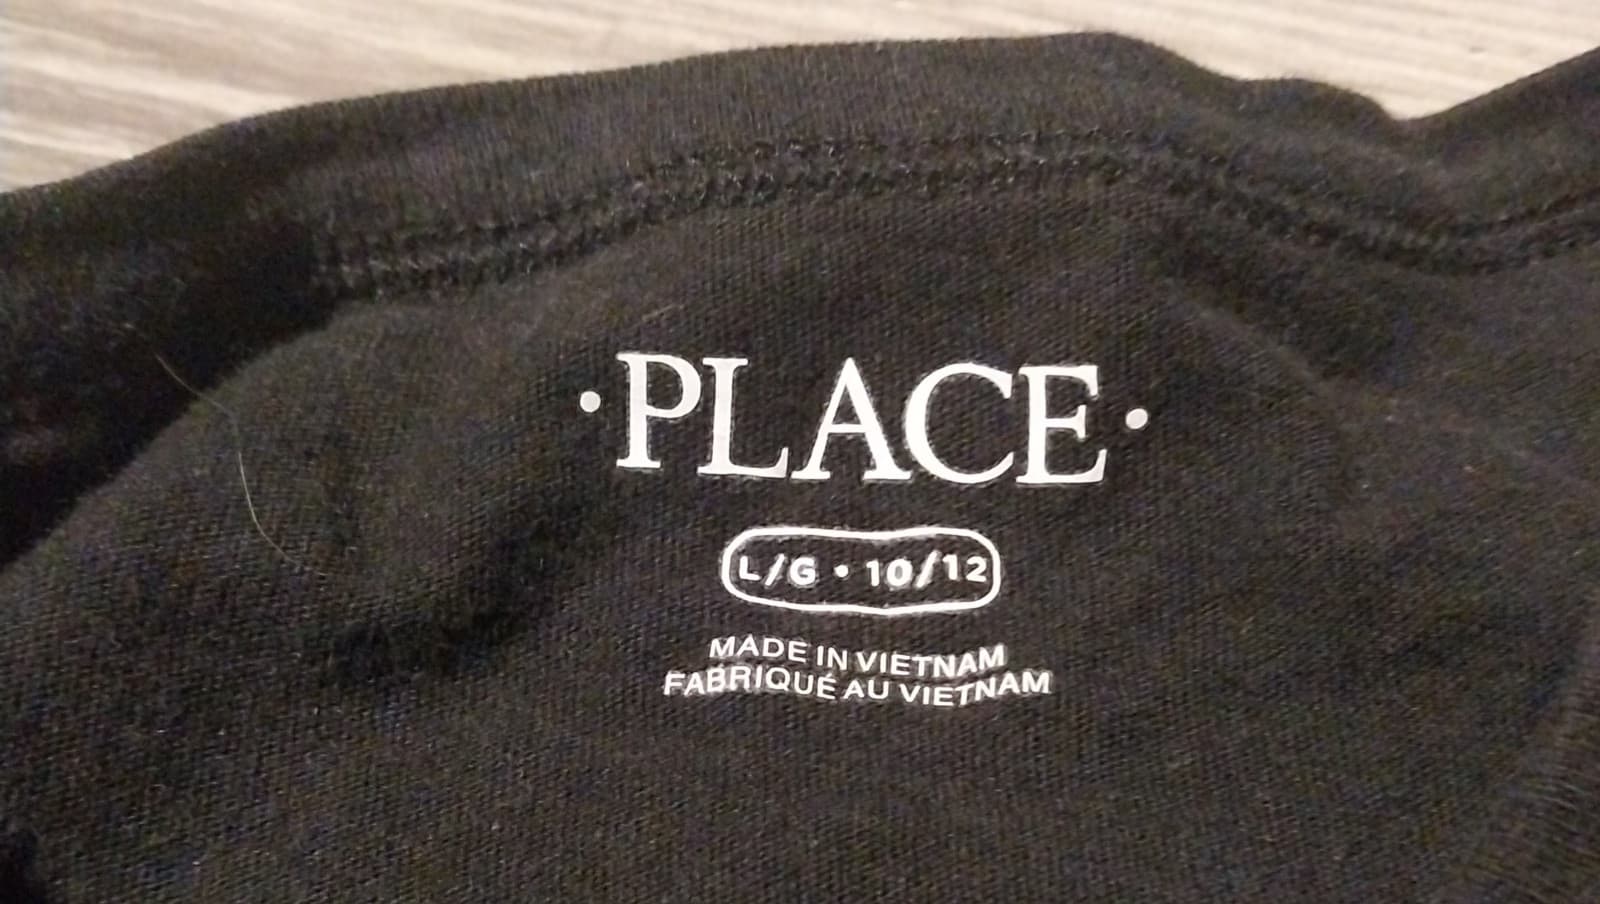 ·PLACE·
L/G • 10/12
MADE IN VIETNAM
FABRIQUÉ AU VIETNAM